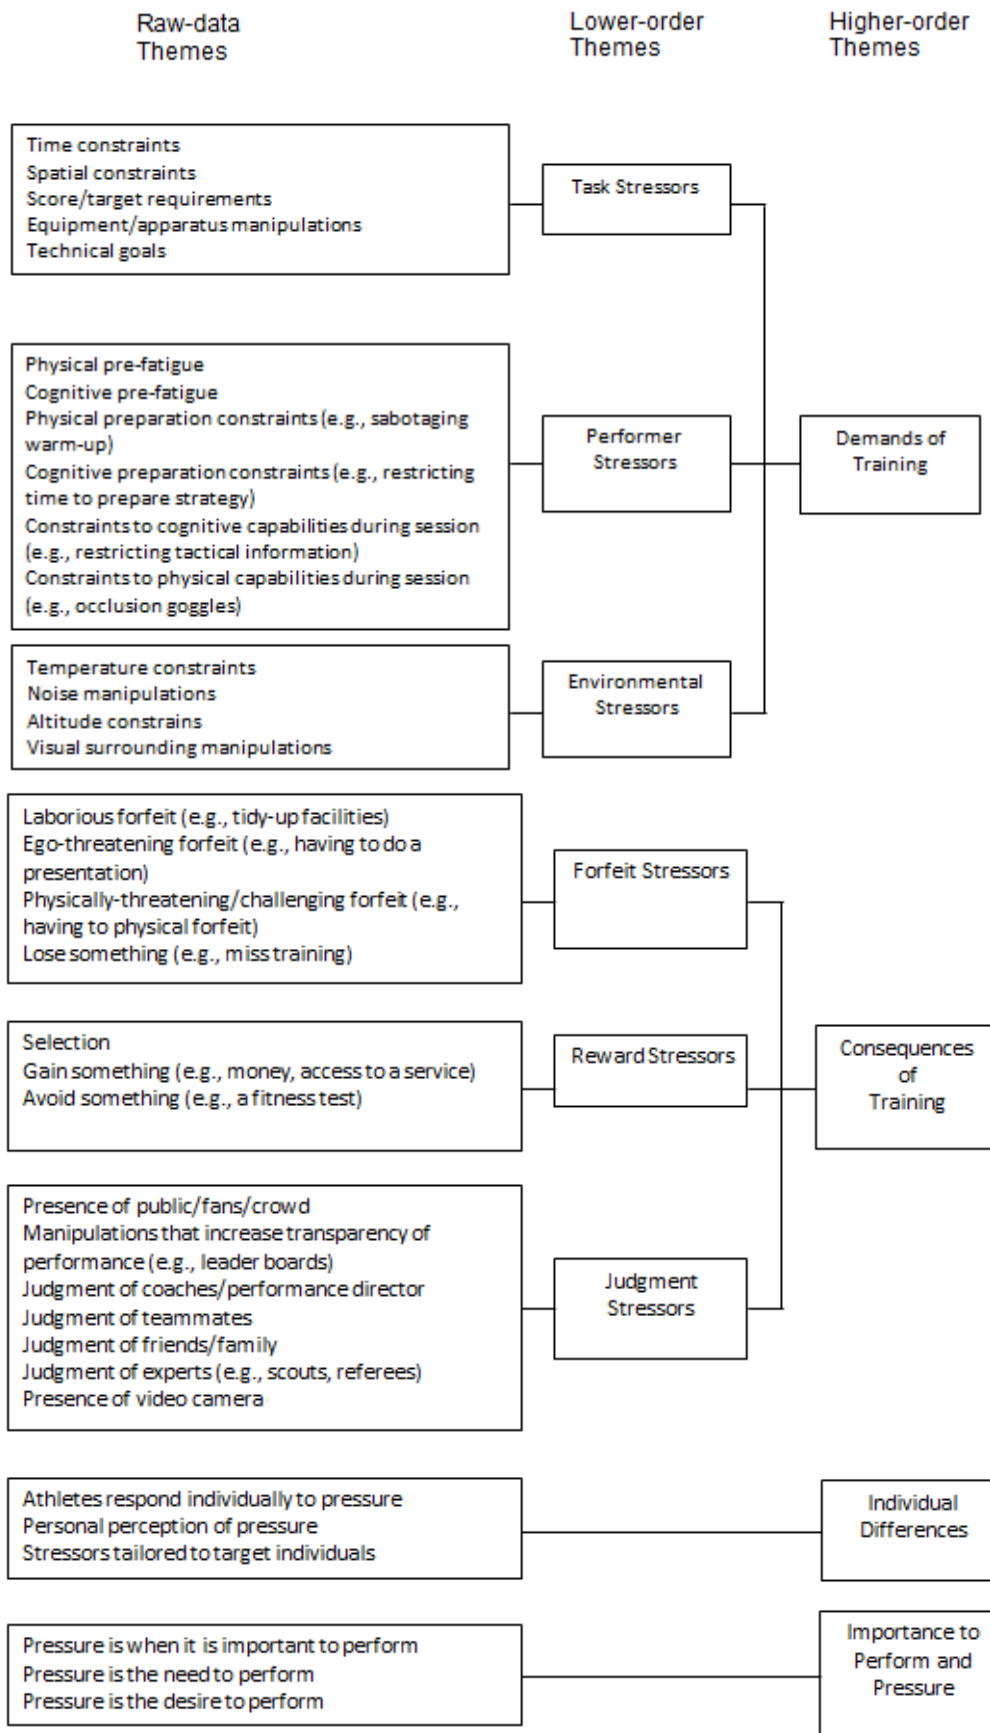 Raw-data
Themes
Lower-order
Themes
Higher-order
Themes
Time constraints
Spatial constraints
Score/target requirements
Equipment/apparatus manipulations
Technical goals
Task Stressors
Physical pre-fatigue
Cognitive pre-fatigue
Physical preparation constraints (e.g., sabotaging
warm-up)
Cognitive preparation constraints (e.g., restricting
time to prepare strategy)
Constraints to cognitive capabilities during session
(e.g., restricting tactical information)
Constraints to physical capabilities during session
(e.g., occlusion goggles)
Performer
Stressors
Demands of
Training
Temperature constraints
Noise manipulations
Altitude constrains
Visual surrounding manipulations
Environmental
Stressors
Laborious forfeit (e.g., tidy-up facilities)
Ego-threatening forfeit (e.g., having to do a
presentation)
Physically-threatening/challenging forfeit (e.g.,
having to physical forfeit)
Lose something (e.g., miss training)
Forfeit Stressors
Selection
Gain something (e.g., money, access to a service)
Avoid something (e.g., a fitness test)
Reward Stressors
Consequences
of
Training
Presence of public/fans/crowd
Manipulations that increase transparency of
performance (e.g., leader boards)
Judgment of coaches/performance director
Judgment of teammates
Judgment of friends/family
Judgment of experts (e.g., scouts, referees)
Presence of video camera
Judgment
Stressors
Athletes respond individually to pressure
Personal perception of pressure
Stressors tailored to target individuals
Individual
Differences
Pressure is when it is important to perform
Pressure is the need to perform
Pressure is the desire to perform
Importance to
Perform and
Pressure